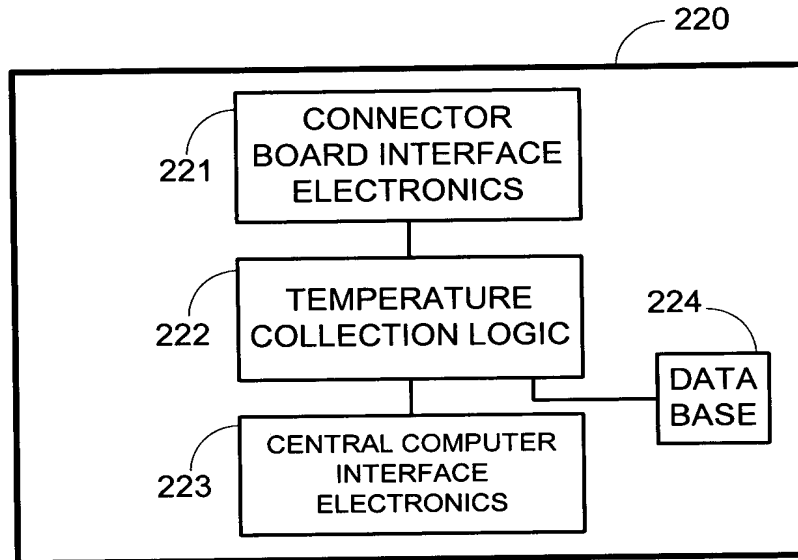 220
CONNECTOR
BOARD INTERFACE
ELECTRONICS
221
TEMPERATURE
COLLECTION LOGIC
222
224
DATA
BASE
CENTRAL COMPUTER
INTERFACE
ELECTRONICS
223